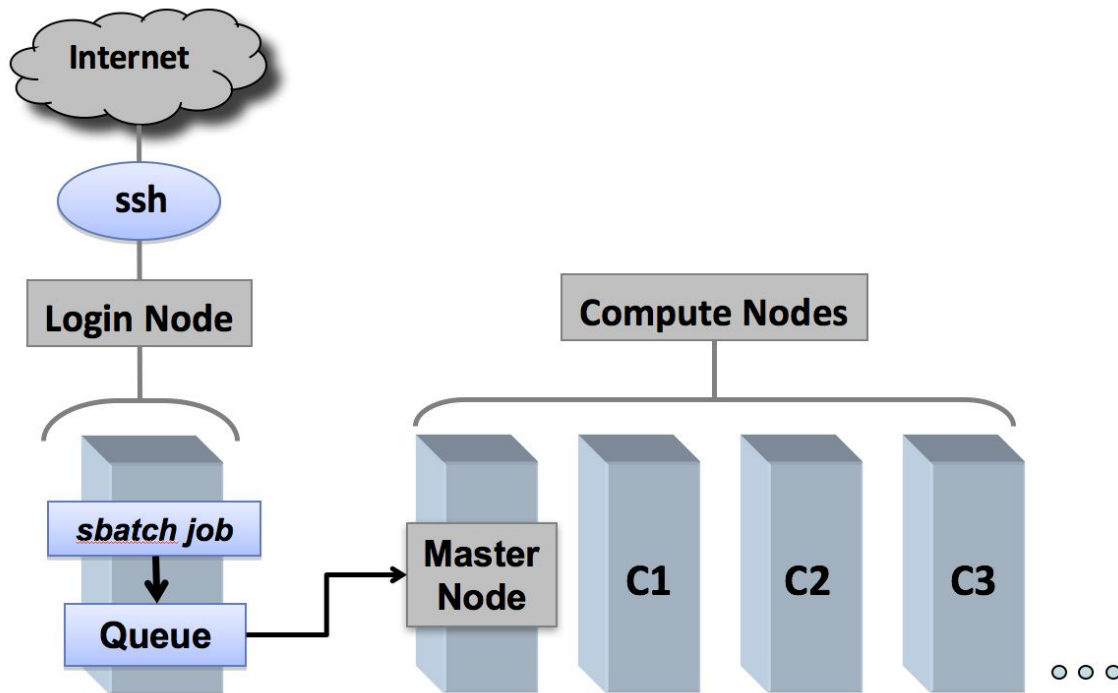 Internet
ssh
Login Node
Compute Nodes
sbatch job
Queue
Master
Node
C1
C2
C3